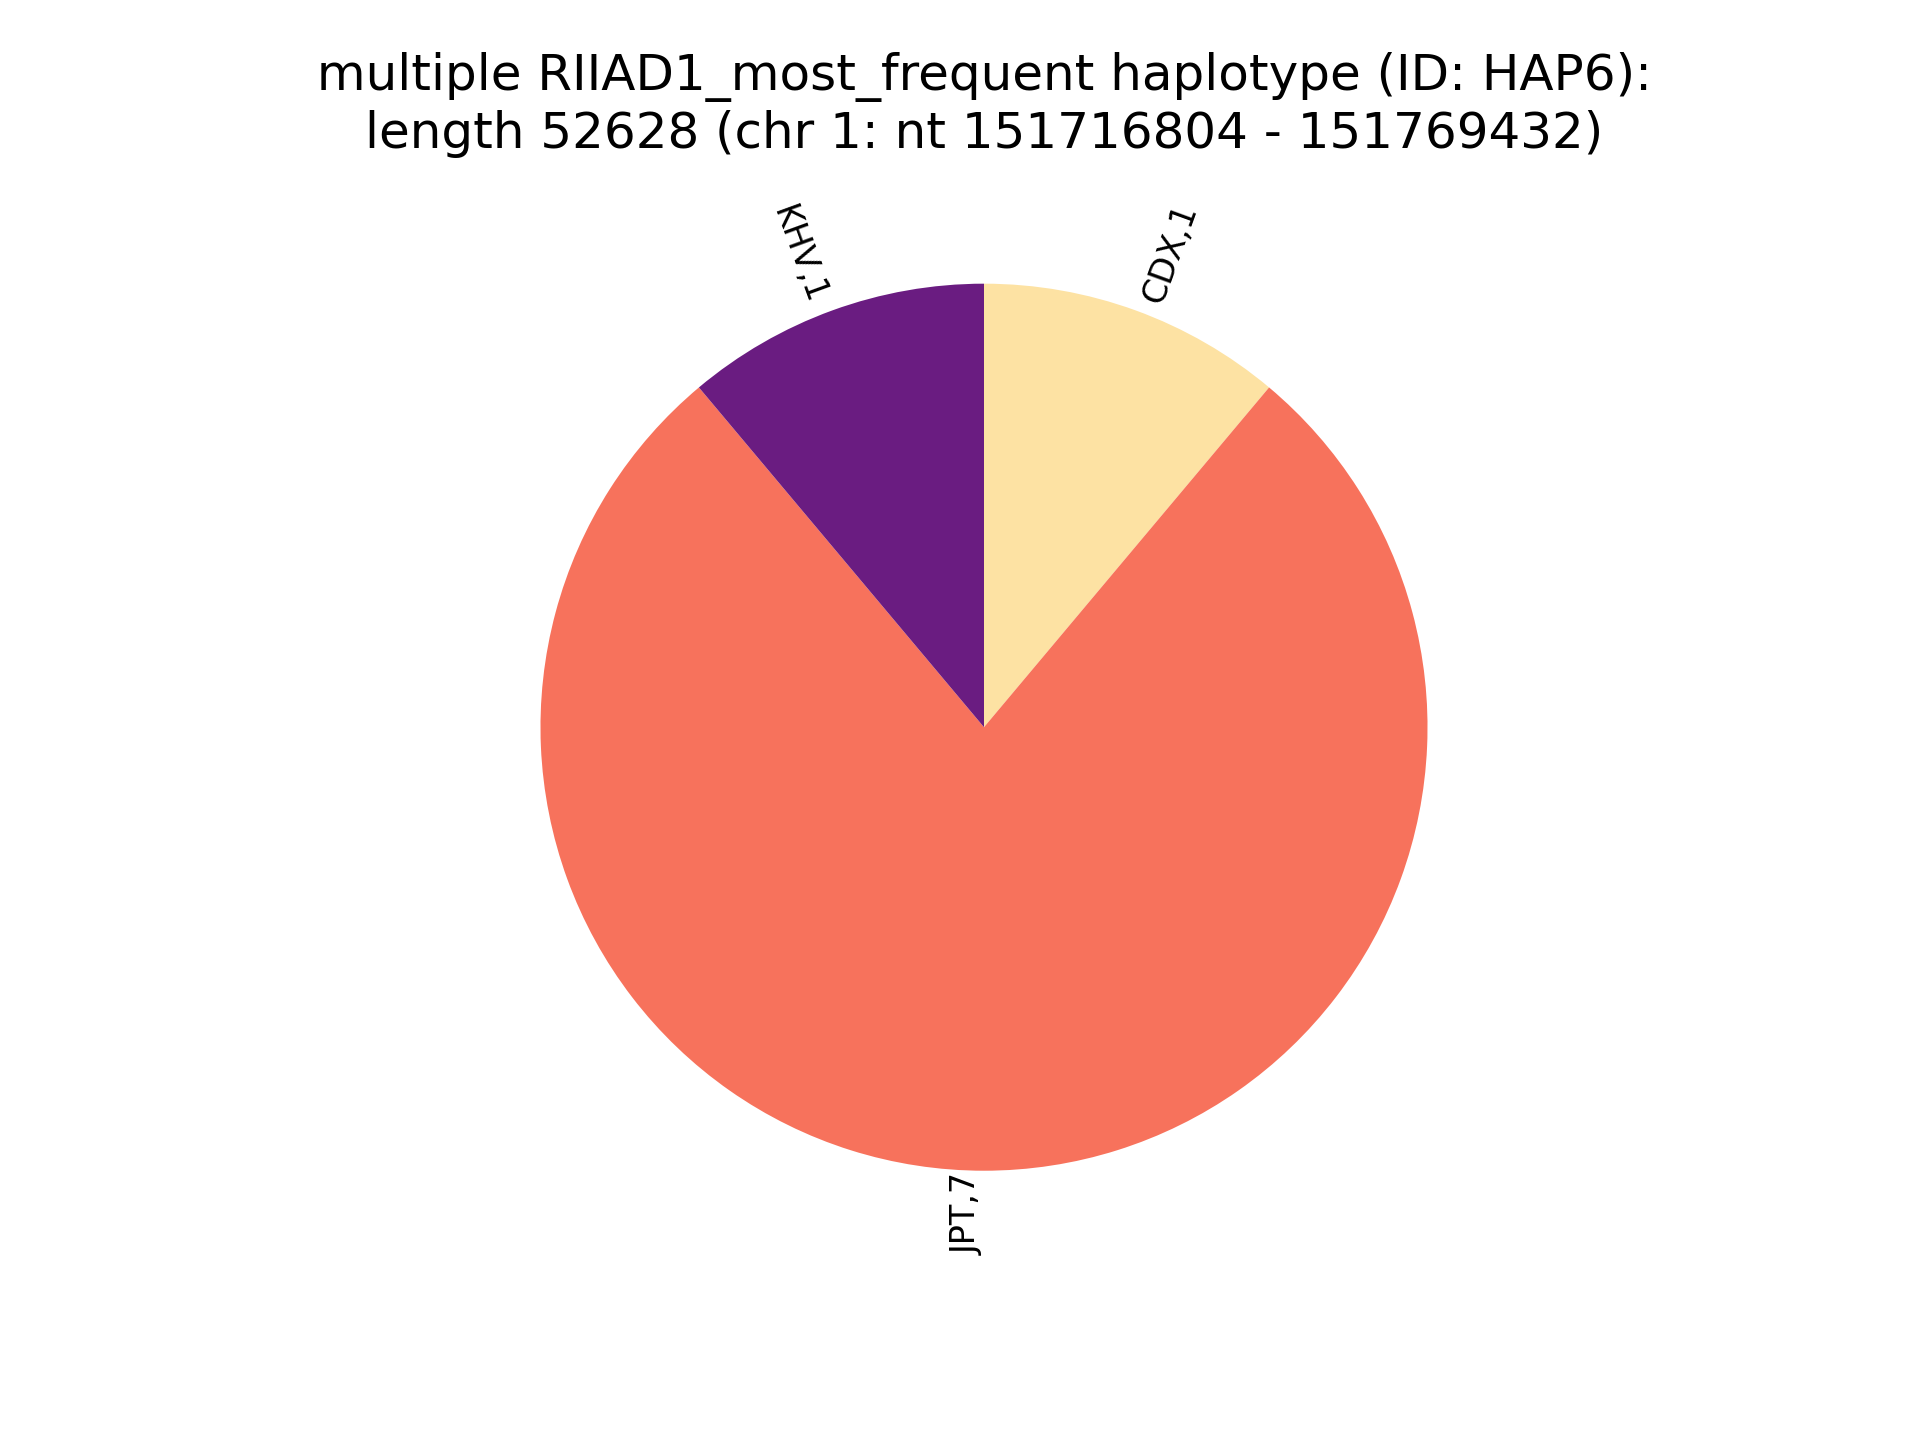 multiple RIIAD1_most_frequent haplotype (ID: HAP6):
length 52628 (chr 1: nt 151716804 - 151769432)
KHV,1
CDX,1
JPT,7